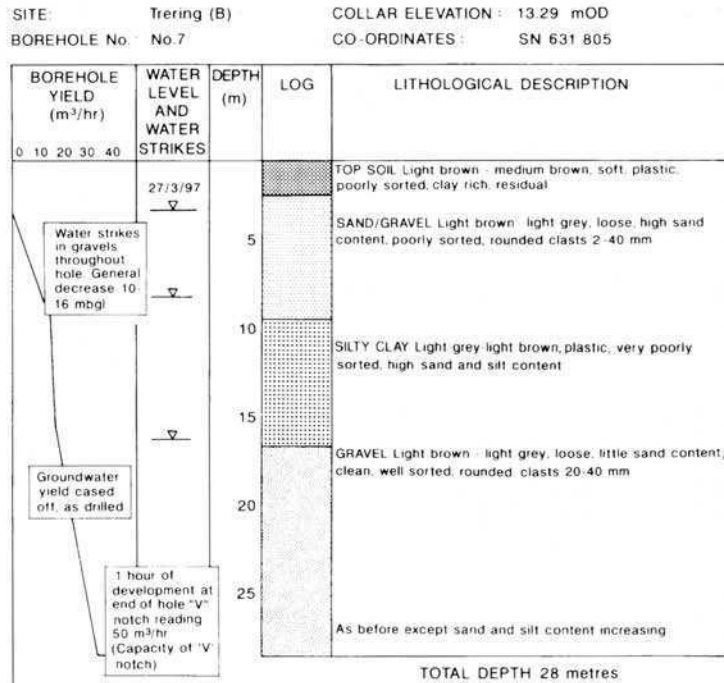 SITE: Trering (B) COLLAR ELEVATION : 13.29 mOD
BOREHOLE No. No.7 CO-ORDINATES : SN 631 805
BOREHOLE
YIELD
(m³/hr)
0 10 20 30 40
WATER
LEVEL
AND
WATER
STRIKES
DEPTH
(m)
LOG
LITHOLOGICAL DESCRIPTION
27/3/97
TOP SOIL Light brown - medium brown, soft, plastic,
poorly sorted, clay rich, residual
Water strikes
in gravels
throughout
hole. General
decrease 10-
16 mbgl
5
SAND/GRAVEL Light brown - light grey, loose, high sand
content, poorly sorted, rounded clasts 2-40 mm
10
SILTY CLAY Light grey-light brown, plastic, very poorly
sorted, high sand and silt content
15
GRAVEL Light brown - light grey, loose, little sand content,
clean, well sorted, rounded clasts 20-40 mm
Groundwater
yield cased
off, as drilled
20
1 hour of
development at
end of hole "V"
notch reading
50 m³/hr
(Capacity of 'V'
notch)
25
As before except sand and silt content increasing
TOTAL DEPTH 28 metres